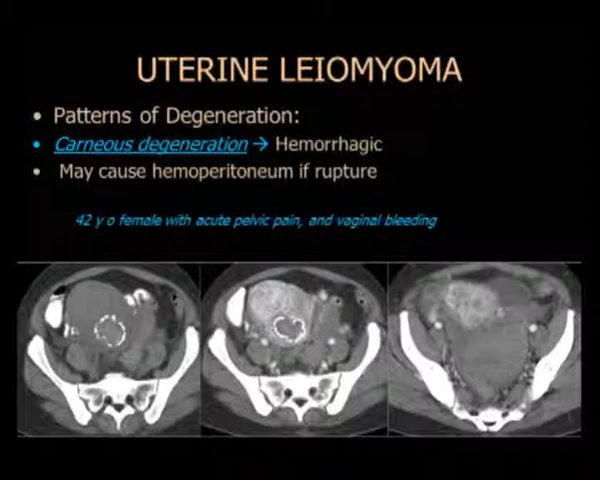 UTERINE LEIOMYOMA
• Patterns of Degeneration:
• Carneous degeneration → Hemorrhagic
• May cause hemoperitoneum if rupture
42 y o female with acute pelvic pain, and vaginal bleeding